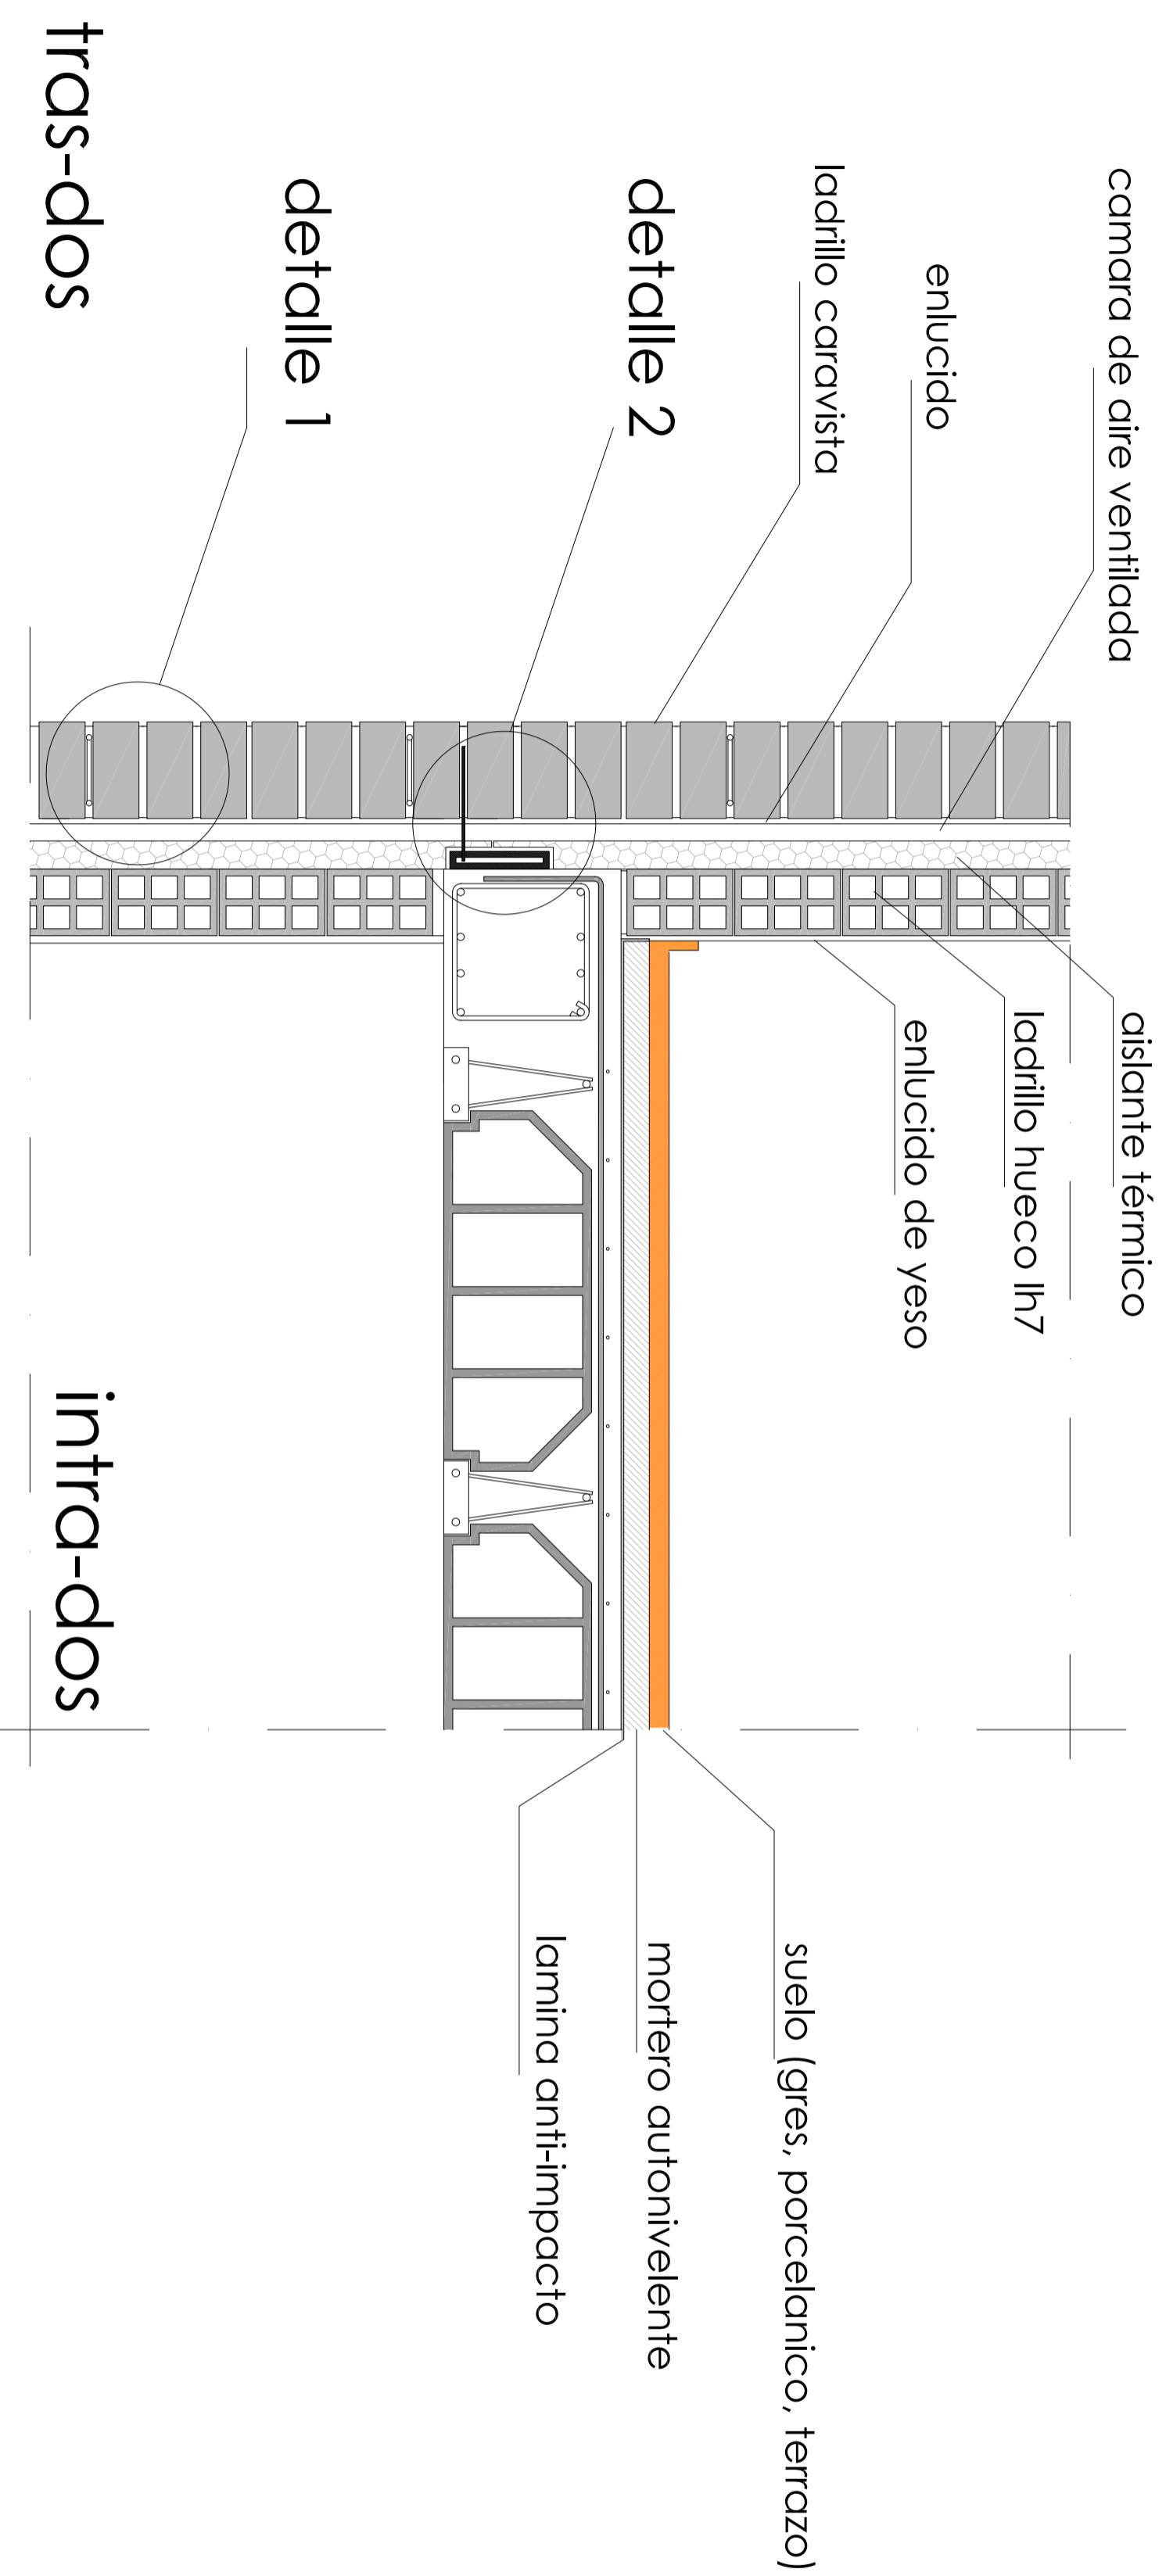 camara de aire ventilada
enlucido
ladrillo caravista
detalle 2
detalle 1
tras-dos
aislante térmico
ladrillo hueco lh7
enlucido de yeso
intra-dos
suelo (gres, porcelanico, terrazo)
mortero autonivelente
lamina anti-impacto